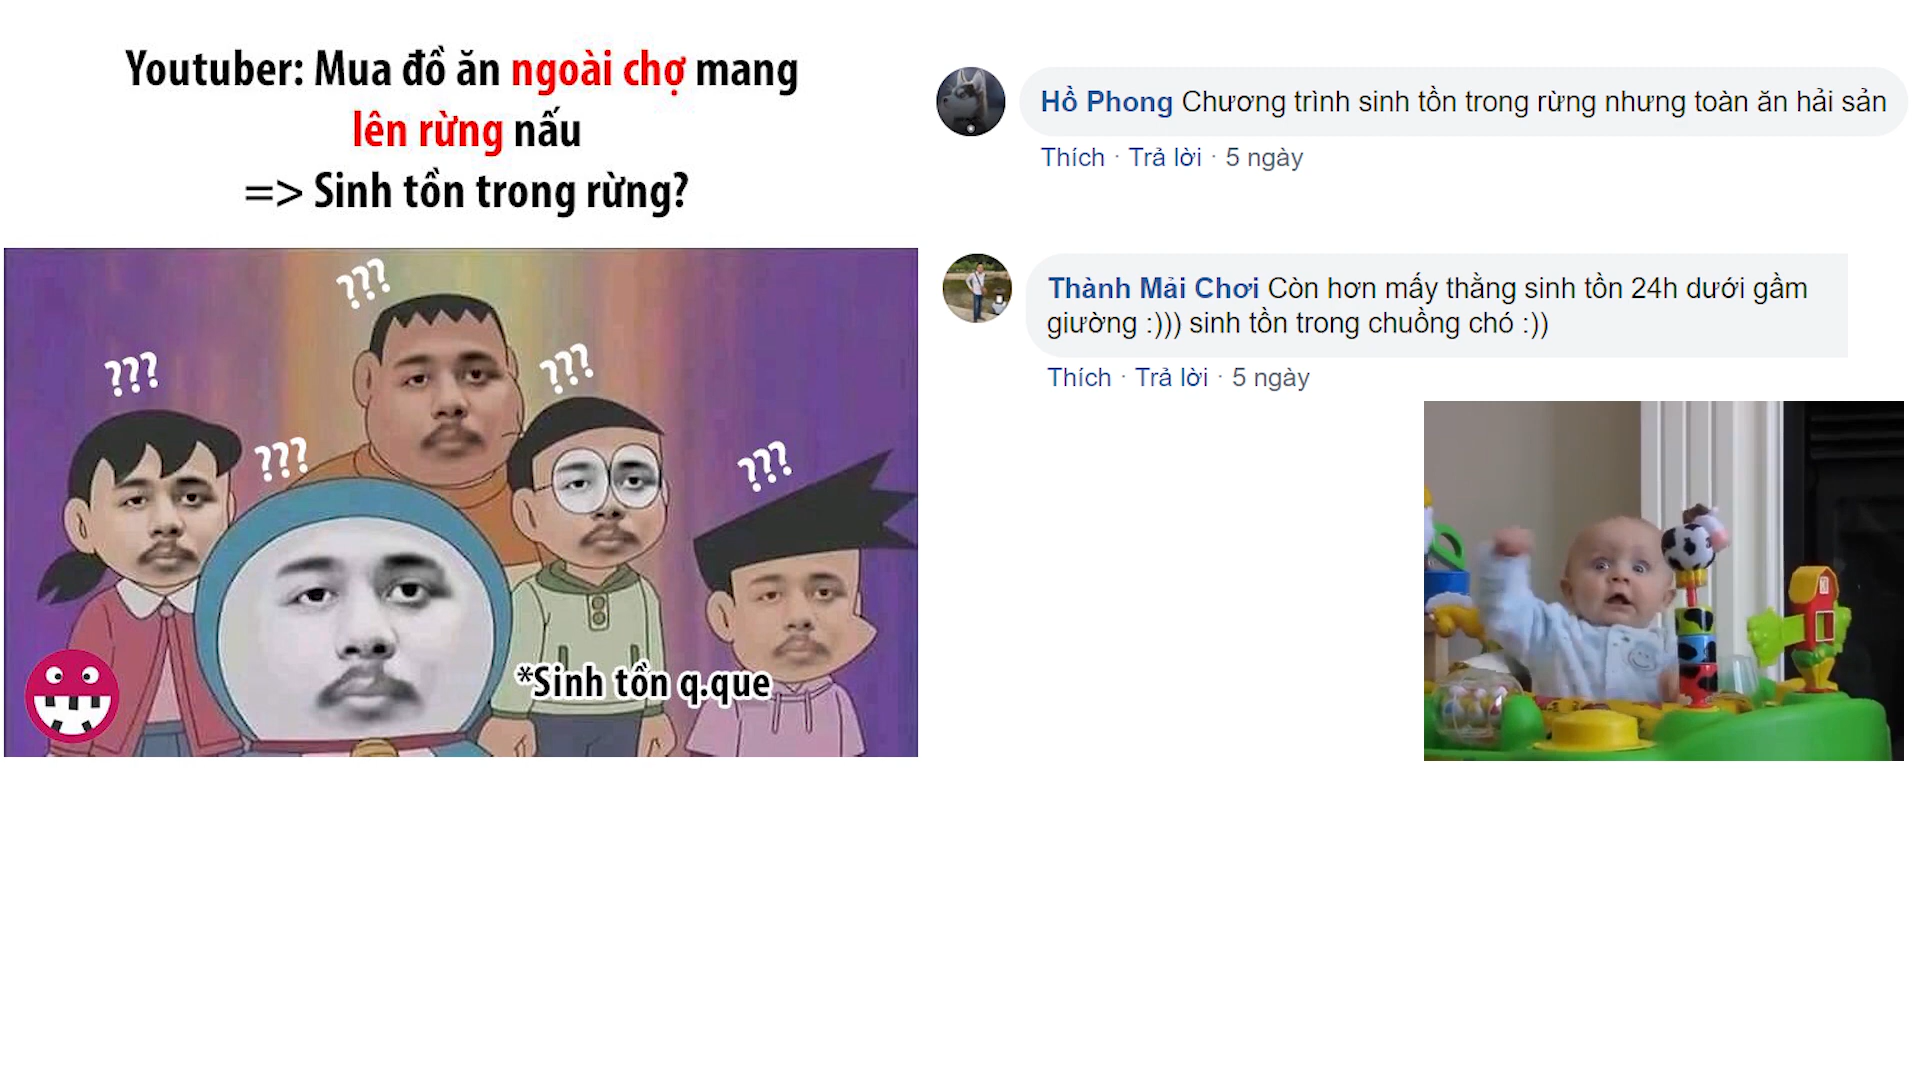 Youtuber: Mua đồ ăn ngoài chợ mang
lên rừng nấu
=> Sinh tồn trong rừng?
???
???
???
???
???
*Sinh tồn q.que
Hồ Phong Chương trình sinh tồn trong rừng nhưng toàn ăn hải sản
Thích · Trả lời · 5 ngày
Thành Mải Chơi Còn hơn mấy thằng sinh tồn 24h dưới gầm
giường :))) sinh tồn trong chuồng chó :))
Thích · Trả lời · 5 ngày